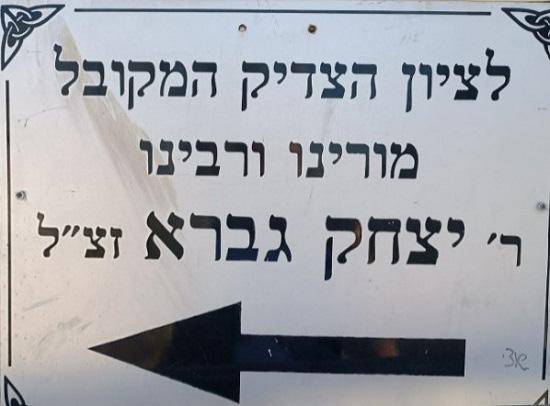 לציון הצדיק המקובל
מורינו ורבינו
ר׳ יצחק גברא זצ״ל